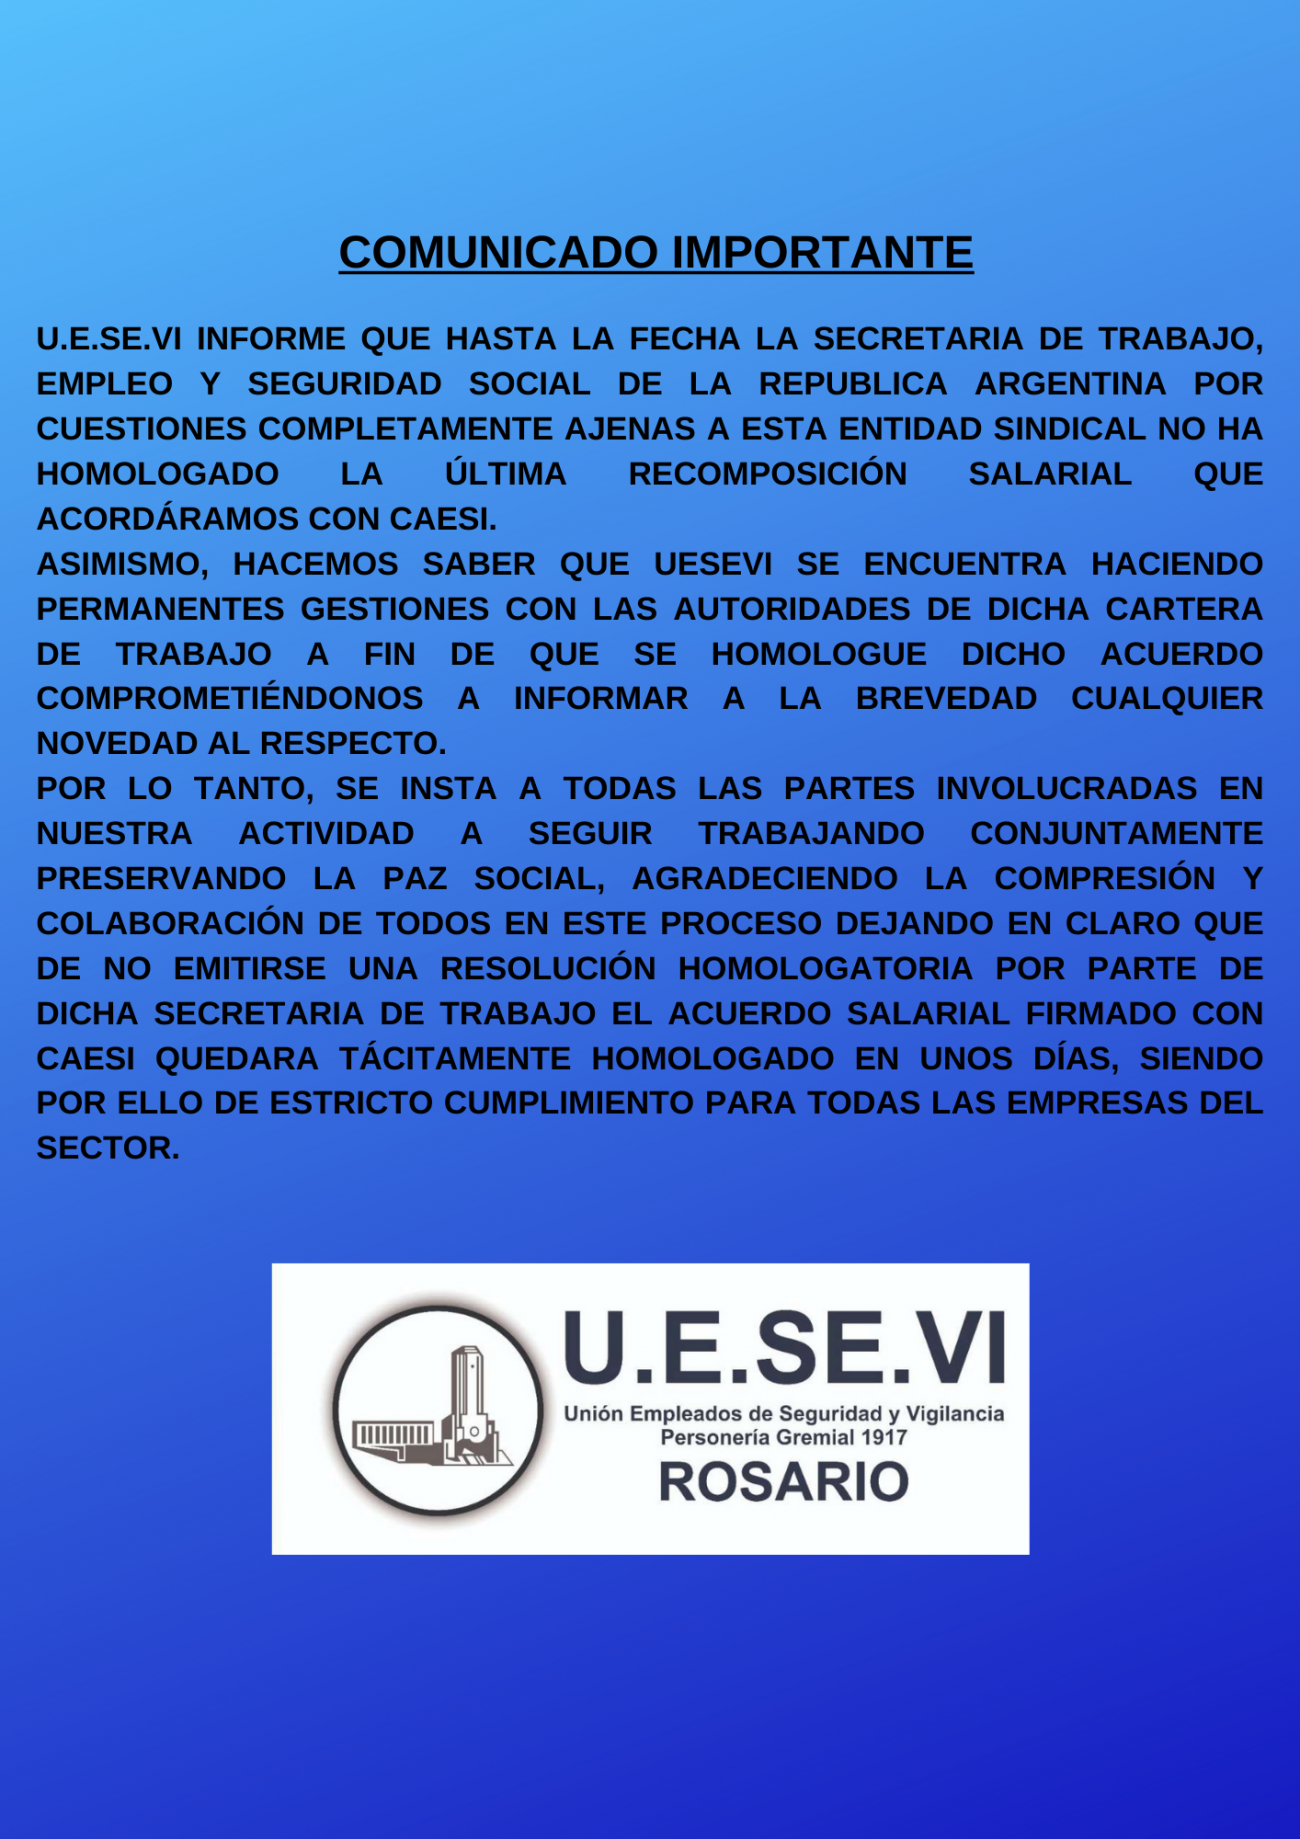 COMUNICADO IMPORTANTE
U.E.SE.VI INFORME QUE HASTA LA FECHA LA SECRETARIA DE TRABAJO,
EMPLEO Y SEGURIDAD SOCIAL DE LA REPUBLICA ARGENTINA POR
CUESTIONES COMPLETAMENTE AJENAS A ESTA ENTIDAD SINDICAL NO HA
HOMOLOGADO LA ÚLTIMA RECOMPOSICIÓN SALARIAL QUE
ACORDÁRAMOS CON CAESI.
ASIMISMO, HACEMOS SABER QUE UESEVI SE ENCUENTRA HACIENDO
PERMANENTES GESTIONES CON LAS AUTORIDADES DE DICHA CARTERA
DE TRABAJO A FIN DE QUE SE HOMOLOGUE DICHO ACUERDO
COMPROMETIÉNDONOS A INFORMAR A LA BREVEDAD CUALQUIER
NOVEDAD AL RESPECTO.
POR LO TANTO, SE INSTA A TODAS LAS PARTES INVOLUCRADAS EN
NUESTRA ACTIVIDAD A SEGUIR TRABAJANDO CONJUNTAMENTE
PRESERVANDO LA PAZ SOCIAL, AGRADECIENDO LA COMPRESIÓN Y
COLABORACIÓN DE TODOS EN ESTE PROCESO DEJANDO EN CLARO QUE
DE NO EMITIRSE UNA RESOLUCIÓN HOMOLOGATORIA POR PARTE DE
DICHA SECRETARIA DE TRABAJO EL ACUERDO SALARIAL FIRMADO CON
CAESI QUEDARA TÁCITAMENTE HOMOLOGADO EN UNOS DÍAS, SIENDO
POR ELLO DE ESTRICTO CUMPLIMIENTO PARA TODAS LAS EMPRESAS DEL
SECTOR.
U.E.SE.VI
Unión Empleados de Seguridad y Vigilancia
Personería Gremial 1917
ROSARIO